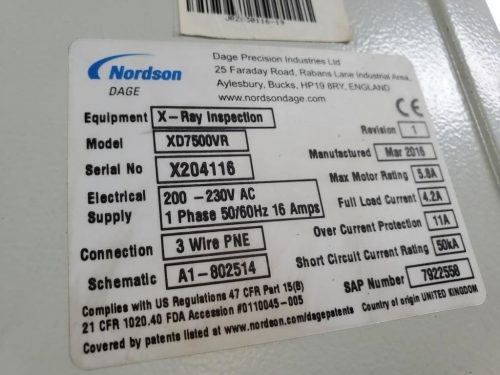 Nordson
DAGE
Dage Precision Industries Ltd
25 Faraday Road, Rabans Lane Industrial Area,
Aylesbury, Bucks, HP19 8RY, ENGLAND
www.nordsondage.com
CE
Equipment X-Ray Inspection
Model XD7500VR
Serial No X204116
Electrical Supply 200 -230V AC
1 Phase 50/60Hz 16 Amps
Connection 3 Wire PNE
Schematic A1-802514
Revision 1
Manufactured Mar 2016
Max Motor Rating 5.8A
Full Load Current 4.2A
Over Current Protection 11A
Short Circuit Current Rating 50kA
SAP Number 7922558
Complies with US Regulations 47 CFR Part 15(B)
21 CFR 1020.40 FDA Accession #0110045-005
Country of origin UNITED KINGDOM
Covered by patents listed at www.nordson.com/dagepatents